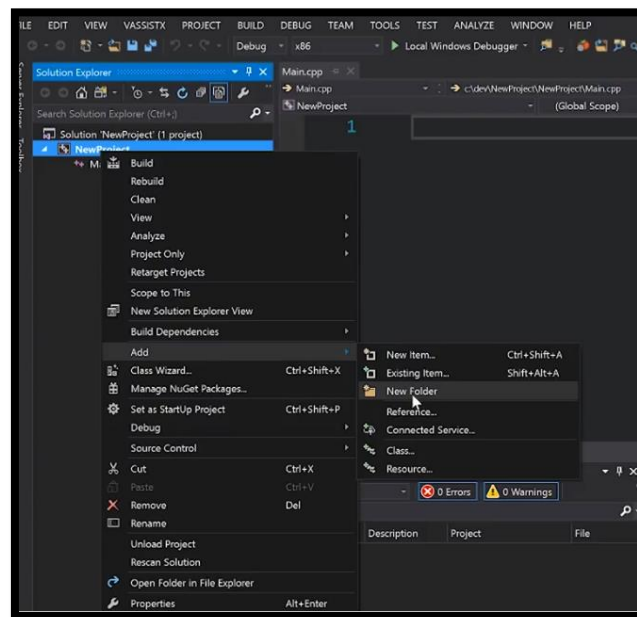 ILE EDIT VIEW VASSISTX PROJECT BUILD DEBUG TEAM TOOLS TEST ANALYZE WINDOW HELP
Debug x86 Local Windows Debugger
Solution Explorer
Main.cpp
Main.cpp c\dev\NewProject\NewProject\Main.cpp
Search Solution Explorer (Ctrl+;)
NewProject (Global Scope)
Server Explorer Toolbox
1
Solution 'NewProject' (1 project)
NewProject
Build
Rebuild
Clean
View
Analyze
Project Only
Retarget Projects
Scope to This
New Solution Explorer View
Build Dependencies
Add
Class Wizard... Ctrl+Shift+X
Manage NuGet Packages...
Set as StartUp Project Ctrl+Shift+P
Debug
Source Control
Cut Ctrl+X
Paste Ctrl+V
Remove Del
Rename
Unload Project
Rescan Solution
Open Folder in File Explorer
Properties Alt+Enter
New Item... Ctrl+Shift+A
Existing Item... Shift+Alt+A
New Folder
Reference...
Connected Service...
Class...
Resource...
0 Errors 0 Warnings
Description Project File